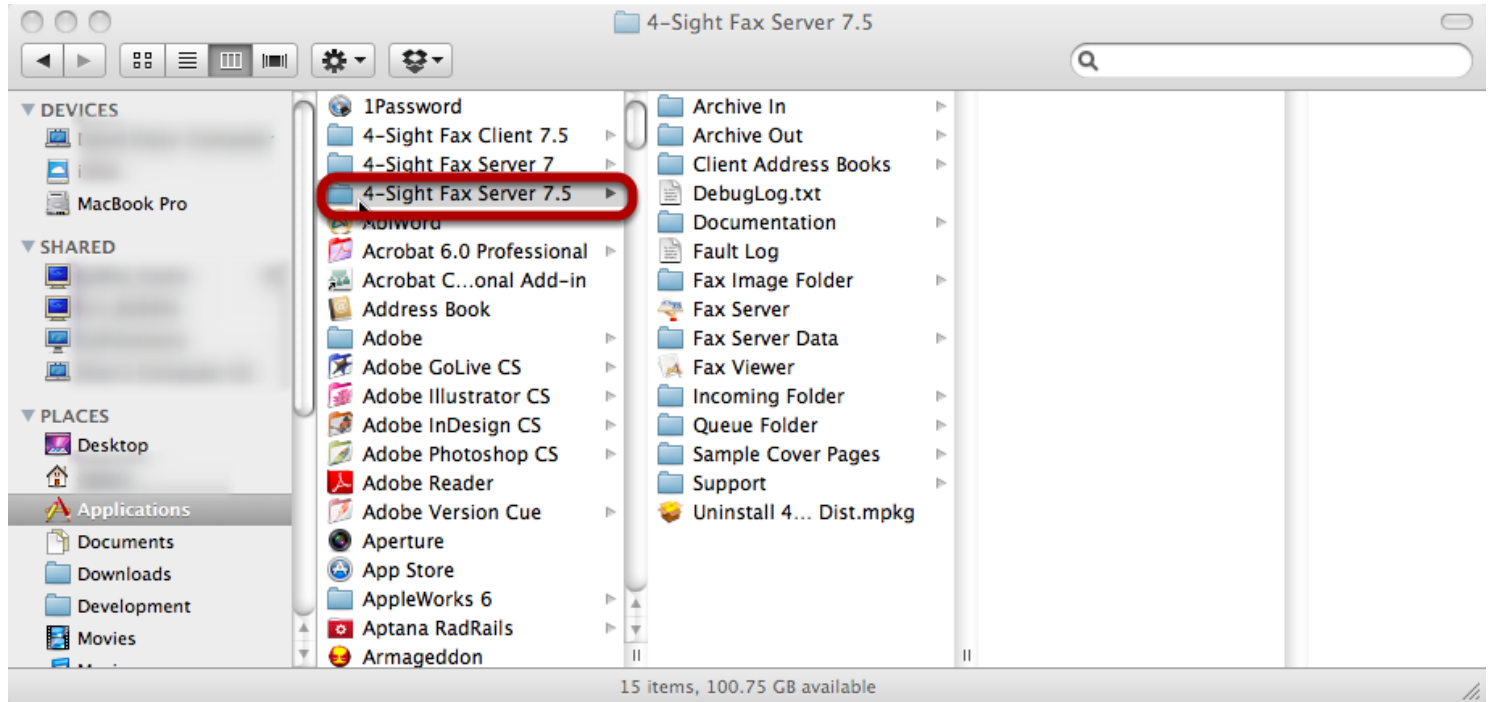 4-Sight Fax Server 7.5
DEVICES
MacBook Pro
SHARED
PLACES
Desktop
Applications
Documents
Downloads
Development
Movies
1Password
4-Sight Fax Client 7.5
4-Sight Fax Server 7
4-Sight Fax Server 7.5
AbiWord
Acrobat 6.0 Professional
Acrobat C...onal Add-in
Address Book
Adobe
Adobe GoLive CS
Adobe Illustrator CS
Adobe InDesign CS
Adobe Photoshop CS
Adobe Reader
Adobe Version Cue
Aperture
App Store
AppleWorks 6
Aptana RadRails
Armageddon
Archive In
Archive Out
Client Address Books
DebugLog.txt
Documentation
Fault Log
Fax Image Folder
Fax Server
Fax Server Data
Fax Viewer
Incoming Folder
Queue Folder
Sample Cover Pages
Support
Uninstall 4... Dist.mpkg
15 items, 100.75 GB available